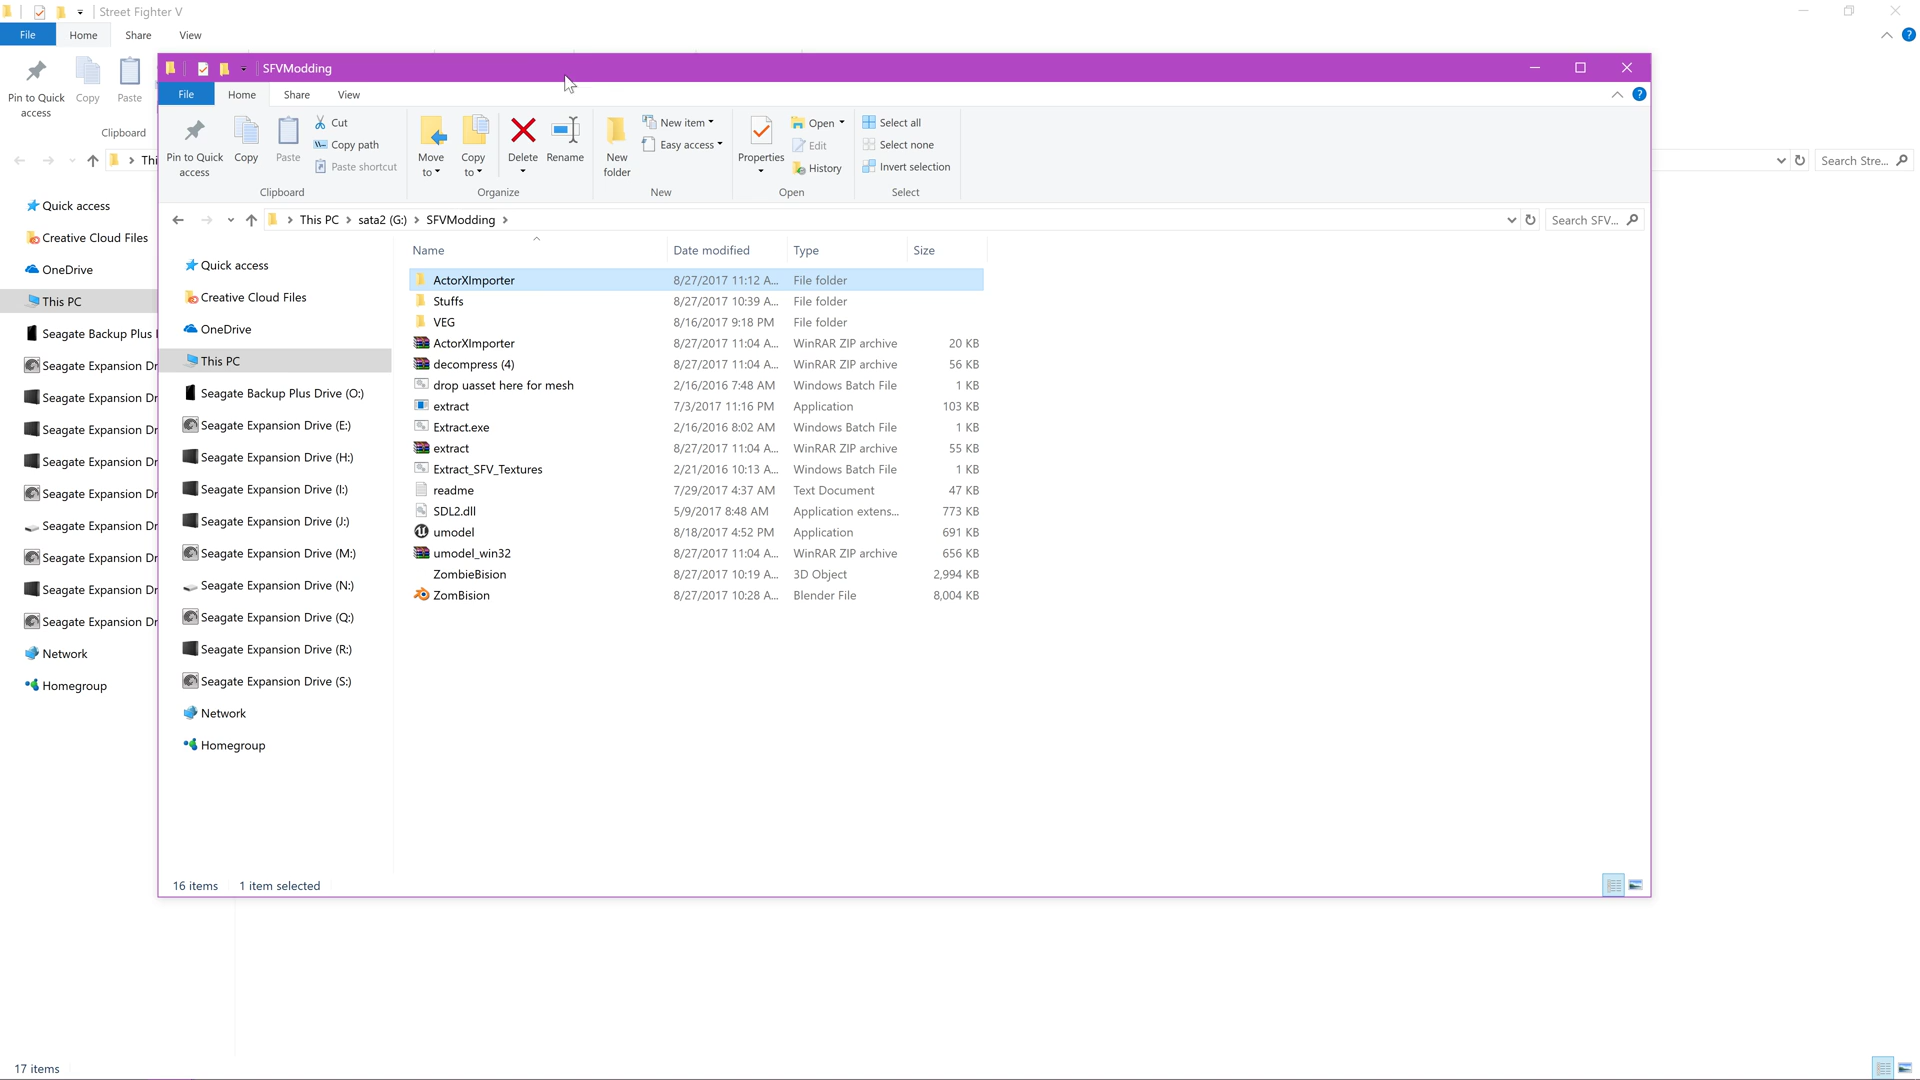 Street Fighter V
File Home Share View
Pin to Quick access
Copy
Paste
Clipboard
Thi
Search Stre...
Quick access
Creative Cloud Files
OneDrive
This PC
Seagate Backup Plus
Seagate Expansion Dr
Seagate Expansion Dr
Seagate Expansion Dr
Seagate Expansion Dr
Seagate Expansion Dr
Seagate Expansion Dr
Seagate Expansion Dr
Seagate Expansion Dr
Seagate Expansion Dr
Network
Homegroup
17 items
SFVModding
File Home Share View
Pin to Quick access
Copy
Paste
Cut
Copy path
Paste shortcut
Clipboard
Move to
Copy to
Delete
Rename
Organize
New folder
New item
Easy access
New
Properties
Open
Edit
History
Open
Select all
Select none
Invert selection
Select
This PC sata2 (G:) SFVModding
Search SFV...
Quick access
Creative Cloud Files
OneDrive
This PC
Seagate Backup Plus Drive (O:)
Seagate Expansion Drive (E:)
Seagate Expansion Drive (H:)
Seagate Expansion Drive (I:)
Seagate Expansion Drive (J:)
Seagate Expansion Drive (M:)
Seagate Expansion Drive (N:)
Seagate Expansion Drive (Q:)
Seagate Expansion Drive (R:)
Seagate Expansion Drive (S:)
Network
Homegroup
Name Date modified Type Size
ActorXImporter 8/27/2017 11:12 A... File folder
Stuffs 8/27/2017 10:39 A... File folder
VEG 8/16/2017 9:18 PM File folder
ActorXImporter 8/27/2017 11:04 A... WinRAR ZIP archive 20 KB
decompress (4) 8/27/2017 11:04 A... WinRAR ZIP archive 56 KB
drop uasset here for mesh 2/16/2016 7:48 AM Windows Batch File 1 KB
extract 7/3/2017 11:16 PM Application 103 KB
Extract.exe 2/16/2016 8:02 AM Windows Batch File 1 KB
extract 8/27/2017 11:04 A... WinRAR ZIP archive 55 KB
Extract_SFV_Textures 2/21/2016 10:13 A... Windows Batch File 1 KB
readme 7/29/2017 4:37 AM Text Document 47 KB
SDL2.dll 5/9/2017 8:48 AM Application extens... 773 KB
umodel 8/18/2017 4:52 PM Application 691 KB
umodel_win32 8/27/2017 11:04 A... WinRAR ZIP archive 656 KB
ZombieBision 8/27/2017 10:19 A... 3D Object 2,994 KB
ZomBision 8/27/2017 10:28 A... Blender File 8,004 KB
16 items 1 item selected